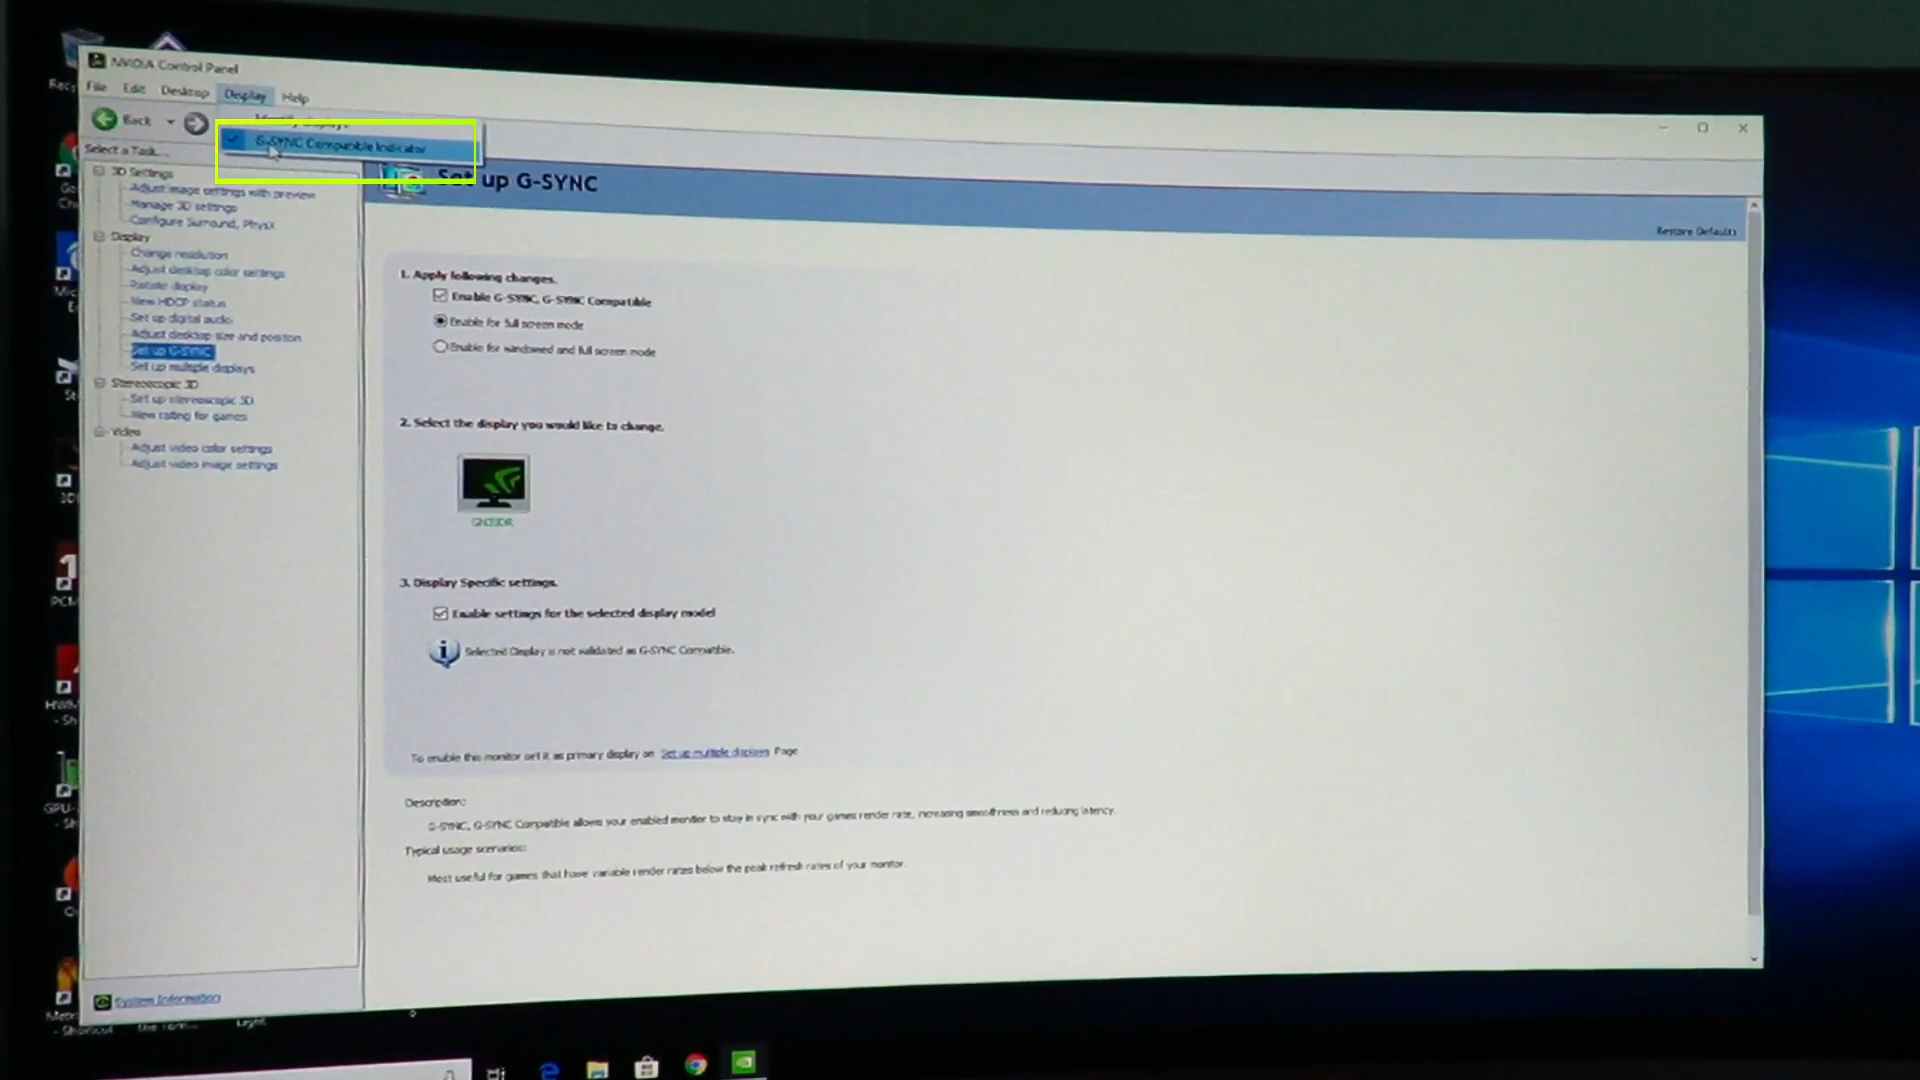 NVIDIA Control Panel
File Edit Desktop Display Help
Back
Identify Displays
G-SYNC Compatible Indicator
Select a Task...
3D Settings
Adjust image settings with preview
Manage 3D settings
Configure Surround, PhysX
Display
Change resolution
Adjust desktop color settings
Rotate display
View HDCP status
Set up digital audio
Adjust desktop size and position
Set up G-SYNC
Set up multiple displays
Stereoscopic 3D
Set up stereoscopic 3D
View rating for games
Video
Adjust video color settings
Adjust video image settings
System Information
Set up G-SYNC
Restore Defaults
1. Apply following changes.
Enable G-SYNC, G-SYNC Compatible
Enable for full screen mode
Enable for windowed and full screen mode
2. Select the display you would like to change.
3. Display Specific settings.
Enable settings for the selected display model
Selected Display is not validated as G-SYNC Compatible.
To enable this monitor set it as primary display on Set up multiple displays Page
Description:
G-SYNC, G-SYNC Compatible allows your enabled monitor to stay in sync with your games render rate, increasing smoothness and reducing latency.
Typical usage scenarios:
Most useful for games that have variable render rates below the peak refresh rates of your monitor.